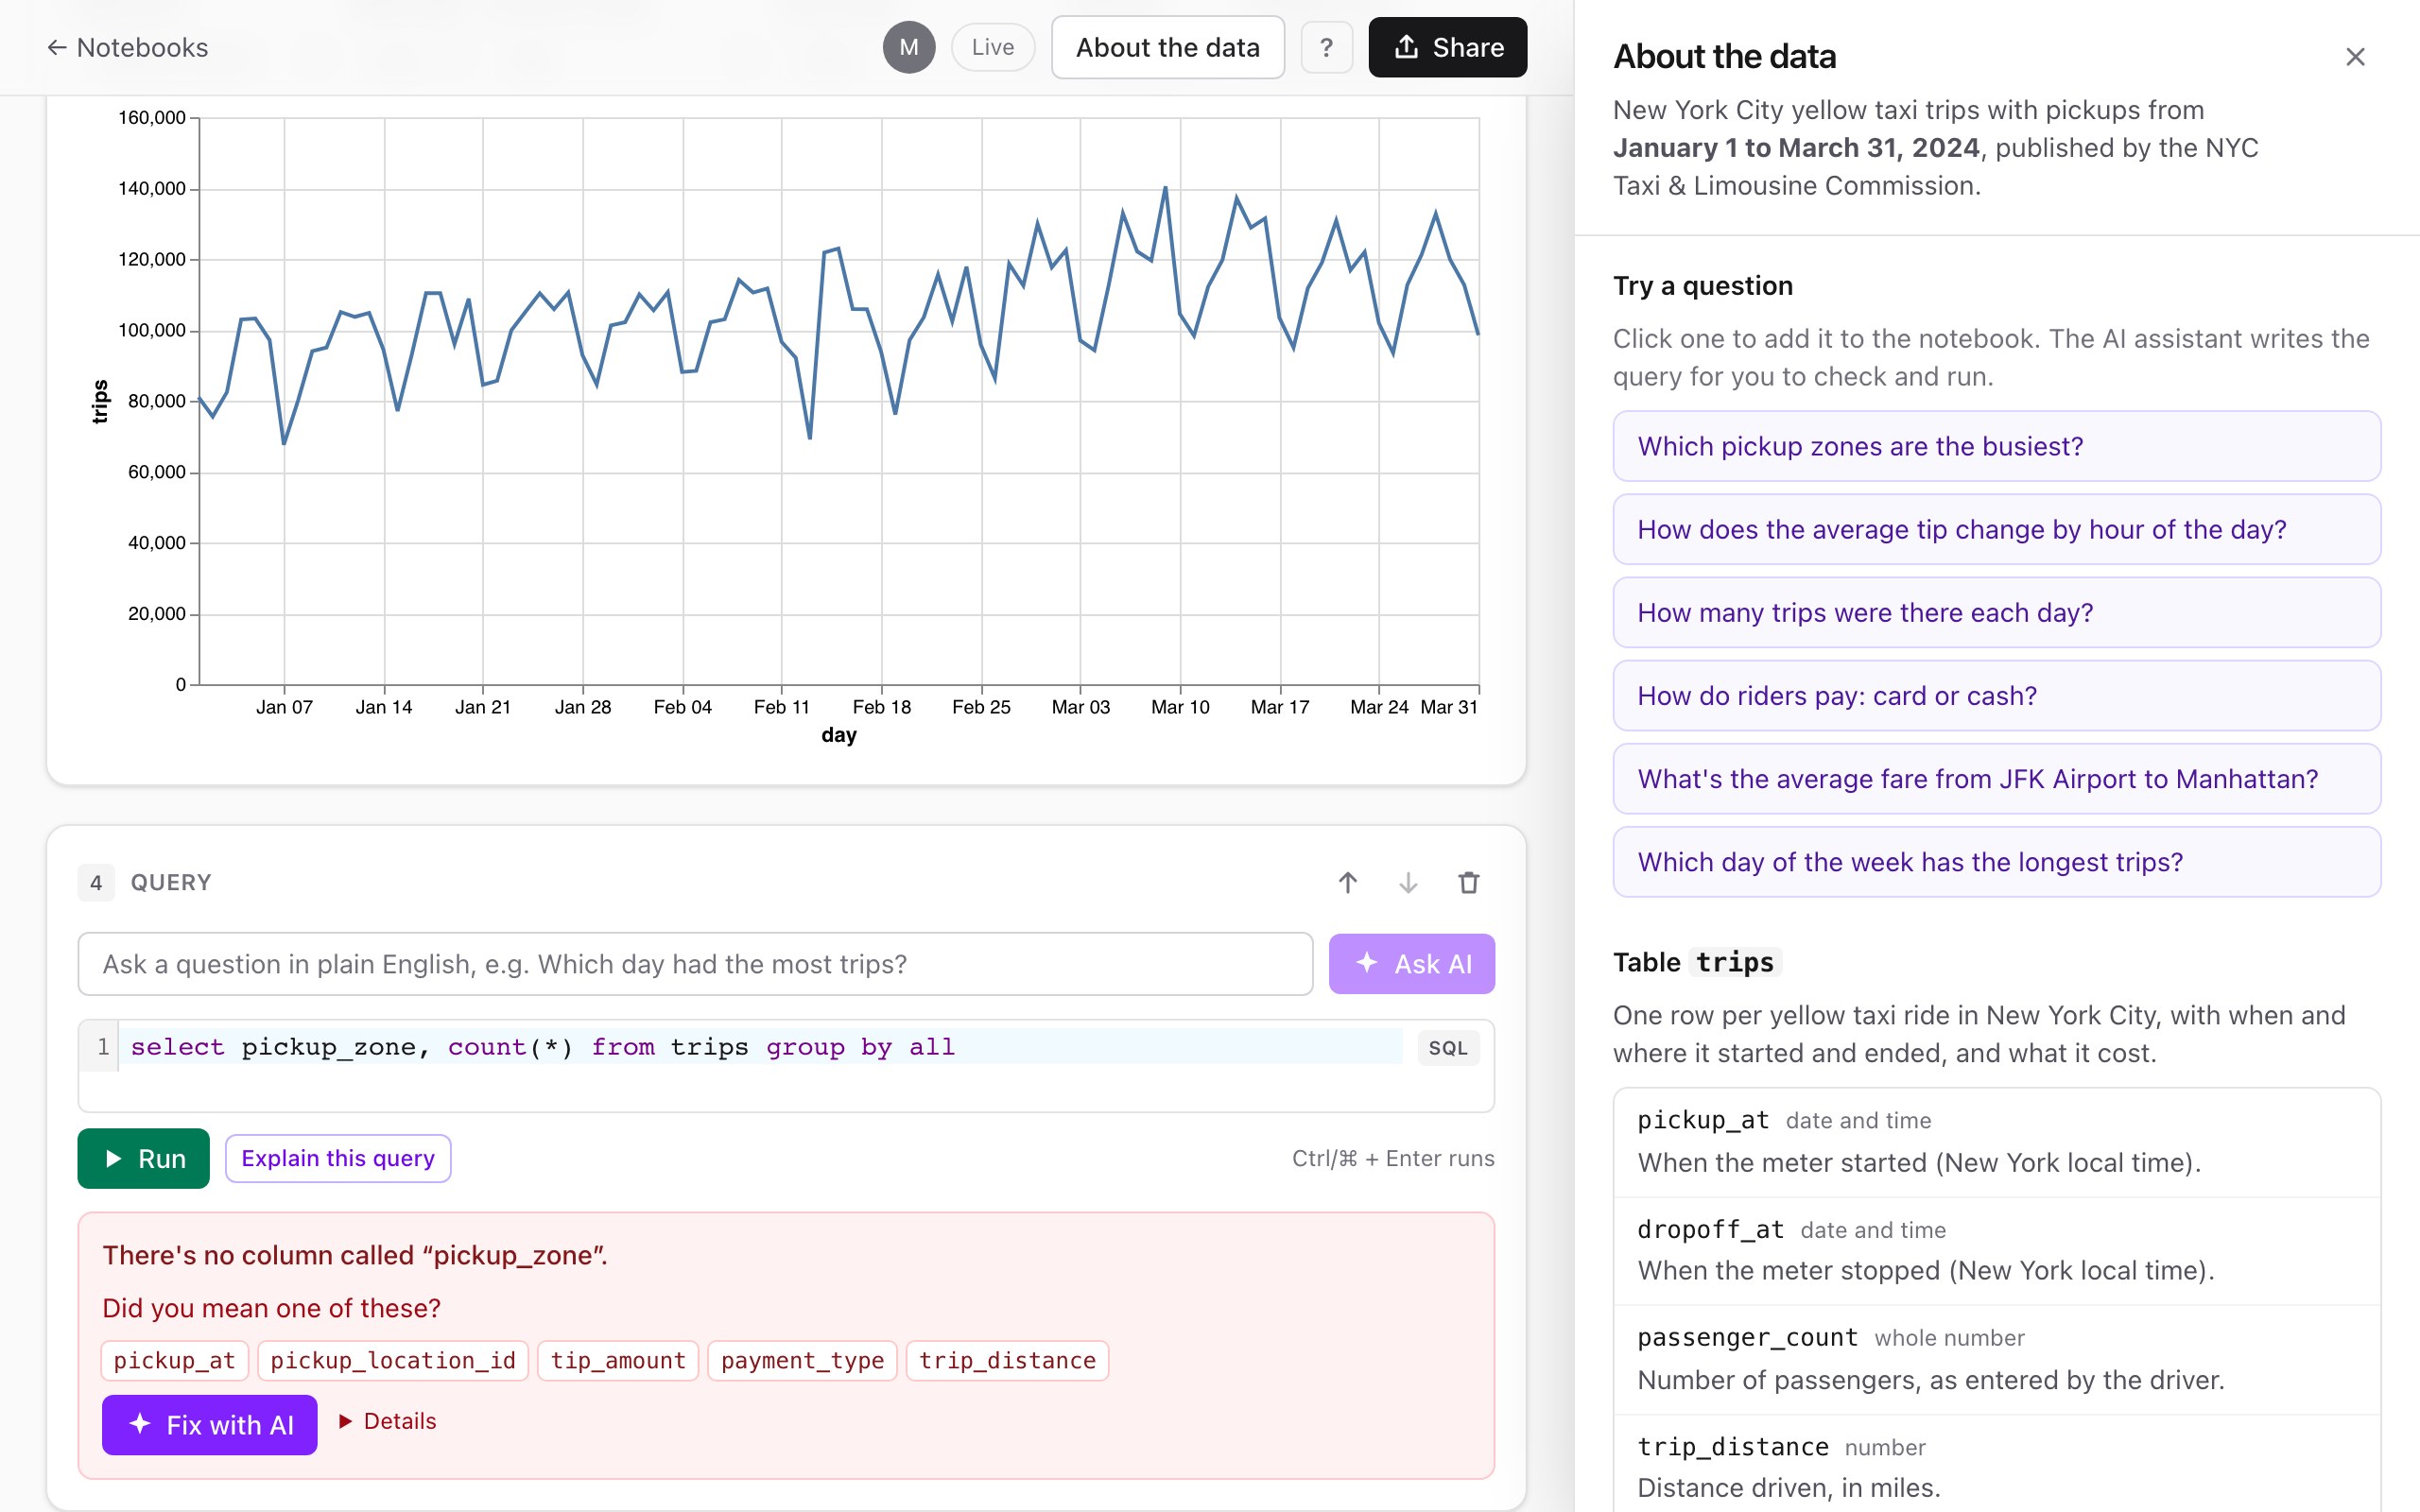 ← Notebooks
M
Live
About the data
?
Share
160,000
140,000
120,000
100,000
80,000
60,000
40,000
20,000
0
trips
Jan 07
Jan 14
Jan 21
Jan 28
Feb 04
Feb 11
Feb 18
Feb 25
Mar 03
Mar 10
Mar 17
Mar 24
Mar 31
day
4 QUERY
Ask a question in plain English, e.g. Which day had the most trips?
Ask AI
1 select pickup_zone, count(*) from trips group by all
SQL
Run
Explain this query
Ctrl/⌘ + Enter runs
There's no column called “pickup_zone”.
Did you mean one of these?
pickup_at
pickup_location_id
tip_amount
payment_type
trip_distance
Fix with AI
Details
About the data
New York City yellow taxi trips with pickups from
January 1 to March 31, 2024, published by the NYC
Taxi & Limousine Commission.
Try a question
Click one to add it to the notebook. The AI assistant writes the
query for you to check and run.
Which pickup zones are the busiest?
How does the average tip change by hour of the day?
How many trips were there each day?
How do riders pay: card or cash?
What's the average fare from JFK Airport to Manhattan?
Which day of the week has the longest trips?
Table trips
One row per yellow taxi ride in New York City, with when and
where it started and ended, and what it cost.
pickup_at date and time
When the meter started (New York local time).
dropoff_at date and time
When the meter stopped (New York local time).
passenger_count whole number
Number of passengers, as entered by the driver.
trip_distance number
Distance driven, in miles.